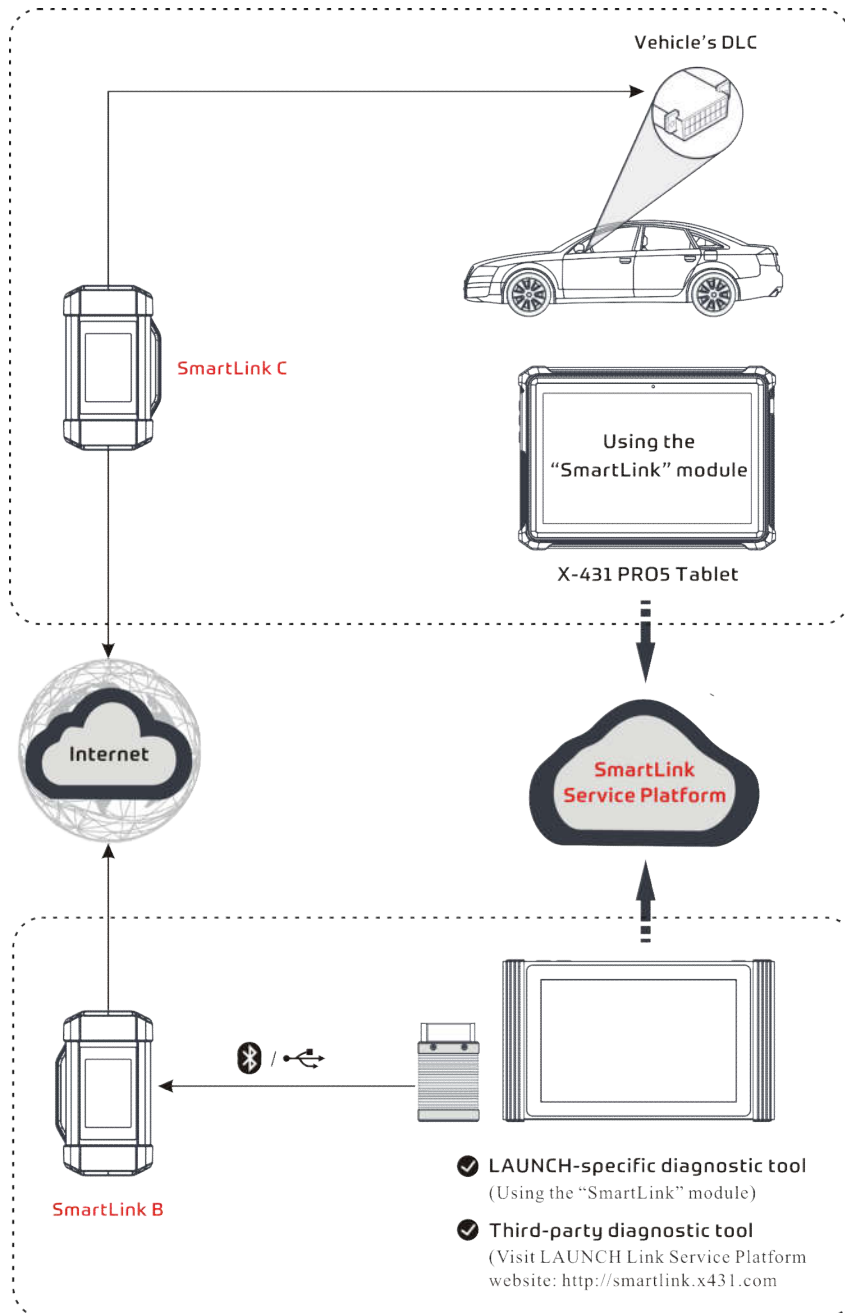 Vehicle's DLC
SmartLink C
Using the
“SmartLink” module
X-431 PRO5 Tablet
Internet
SmartLink
Service Platform
/
SmartLink B
LAUNCH-specific diagnostic tool
(Using the “SmartLink” module)
Third-party diagnostic tool
(Visit LAUNCH Link Service Platform
website: http://smartlink.x431.com